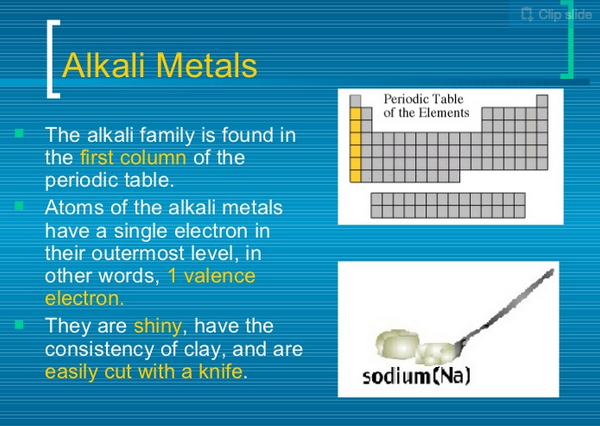 Clip slide
Alkali Metals
The alkali family is found in
the first column of the
periodic table.
Atoms of the alkali metals
have a single electron in
their outermost level, in
other words, 1 valence
electron.
They are shiny, have the
consistency of clay, and are
easily cut with a knife.
Periodic Table
of the Elements
sodium(Na)